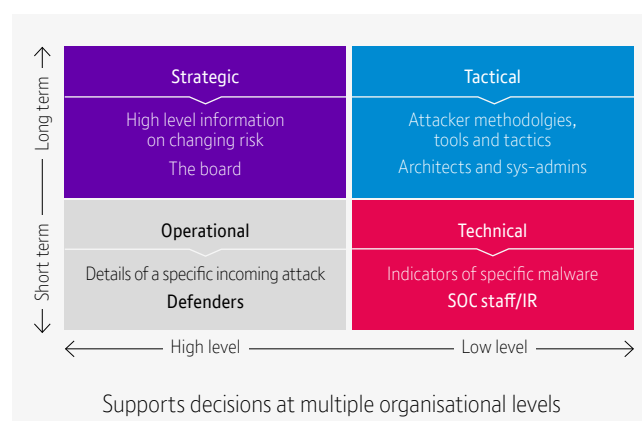 Strategic
High level information
on changing risk
The board
Tactical
Attacker methodolgies,
tools and tactics
Architects and sys-admins
Operational
Details of a specific incoming attack
Defenders
Technical
Indicators of specific malware
SOC staff/IR
Long term
Short term
High level
Low level
Supports decisions at multiple organisational levels